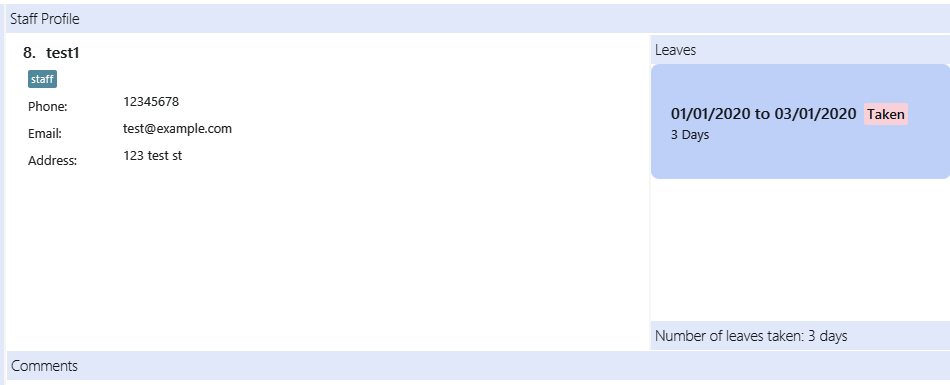 Staff Profile
8. test1
staff
Phone: 12345678
Email: test@example.com
Address: 123 test st
Leaves
01/01/2020 to 03/01/2020 Taken
3 Days
Number of leaves taken: 3 days
Comments